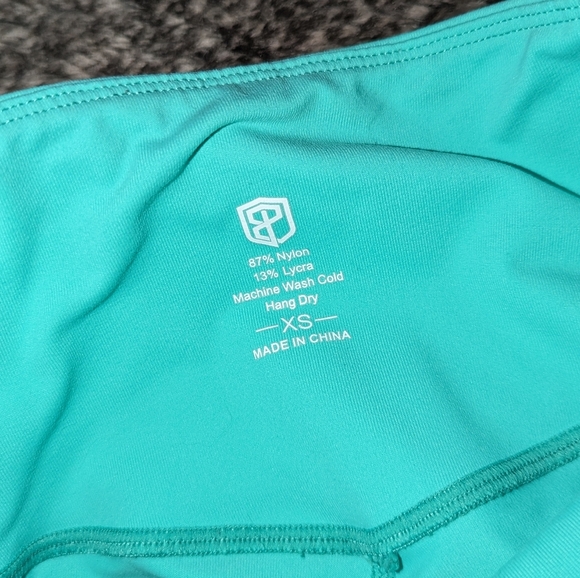 87% Nylon
13% Lycra
Machine Wash Cold
Hang Dry
XS
MADE IN CHINA